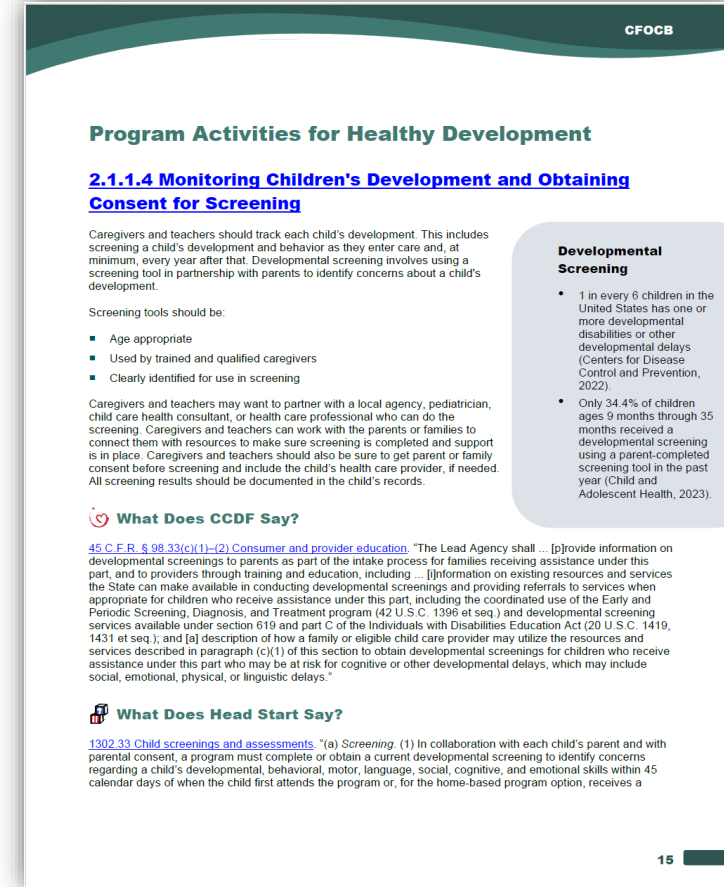 CFOCB
Program Activities for Healthy Development
2.1.1.4 Monitoring Children's Development and Obtaining
Consent for Screening
Caregivers and teachers should track each child's development. This includes
screening a child's development and behavior as they enter care and, at
minimum, every year after that. Developmental screening involves using a
screening tool in partnership with parents to identify concerns about a child's
development.
Screening tools should be:
▪ Age appropriate
▪ Used by trained and qualified caregivers
▪ Clearly identified for use in screening
Caregivers and teachers may want to partner with a local agency, pediatrician,
child care health consultant, or health care professional who can do the
screening. Caregivers and teachers can work with the parents or families to
connect them with resources to make sure screening is completed and support
is in place. Caregivers and teachers should also be sure to get parent or family
consent before screening and include the child's health care provider, if needed.
All screening results should be documented in the child's records.
Developmental
Screening
• 1 in every 6 children in the
United States has one or
more developmental
disabilities or other
developmental delays
(Centers for Disease
Control and Prevention,
2022).
• Only 34.4% of children
ages 9 months through 35
months received a
developmental screening
using a parent-completed
screening tool in the past
year (Child and
Adolescent Health, 2023).
What Does CCDF Say?
45 C.F.R. § 98.33(c)(1)–(2) Consumer and provider education. "The Lead Agency shall ... [p]rovide information on
developmental screenings to parents as part of the intake process for families receiving assistance under this
part, and to providers through training and education, including ... [i]nformation on existing resources and services
the State can make available in conducting developmental screenings and providing referrals to services when
appropriate for children who receive assistance under this part, including the coordinated use of the Early and
Periodic Screening, Diagnosis, and Treatment program (42 U.S.C. 1396 et seq.) and developmental screening
services available under section 619 and part C of the Individuals with Disabilities Education Act (20 U.S.C. 1419,
1431 et seq.); and [a] description of how a family or eligible child care provider may utilize the resources and
services described in paragraph (c)(1) of this section to obtain developmental screenings for children who receive
assistance under this part who may be at risk for cognitive or other developmental delays, which may include
social, emotional, physical, or linguistic delays."
What Does Head Start Say?
1302.33 Child screenings and assessments. "(a) Screening. (1) In collaboration with each child's parent and with
parental consent, a program must complete or obtain a current developmental screening to identify concerns
regarding a child's developmental, behavioral, motor, language, social, cognitive, and emotional skills within 45
calendar days of when the child first attends the program or, for the home-based program option, receives a
15